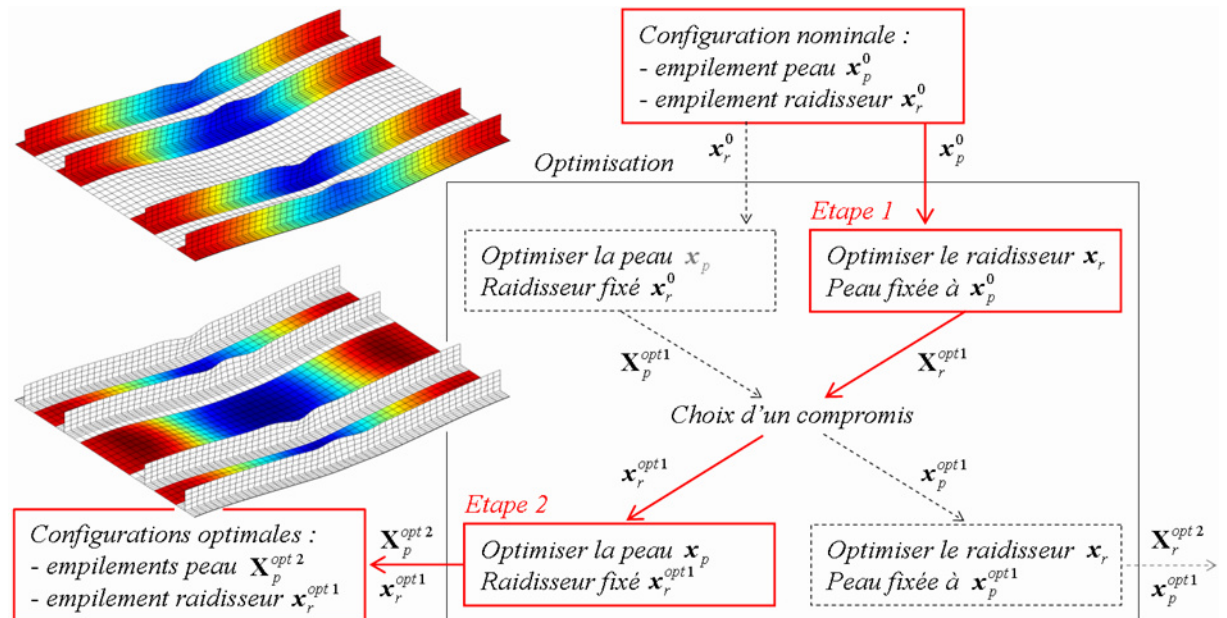 Configuration nominale :
- empilement peau x_p^0
- empilement raidisseur x_r^0
x_r^0
x_p^0
Optimisation
Etape 1
Optimiser la peau x_p
Raidisseur fixé x_r^0
Optimiser le raidisseur x_r
Peau fixée à x_p^0
X_p^{opt1}
X_r^{opt1}
Choix d'un compromis
x_r^{opt1}
x_p^{opt1}
Etape 2
Configurations optimales :
- empilements peau X_p^{opt2}
- empilement raidisseur x_r^{opt1}
X_p^{opt2}
x_r^{opt1}
Optimiser la peau x_p
Raidisseur fixé x_r^{opt1}
Optimiser le raidisseur x_r
Peau fixée à x_p^{opt1}
X_r^{opt2}
x_p^{opt1}